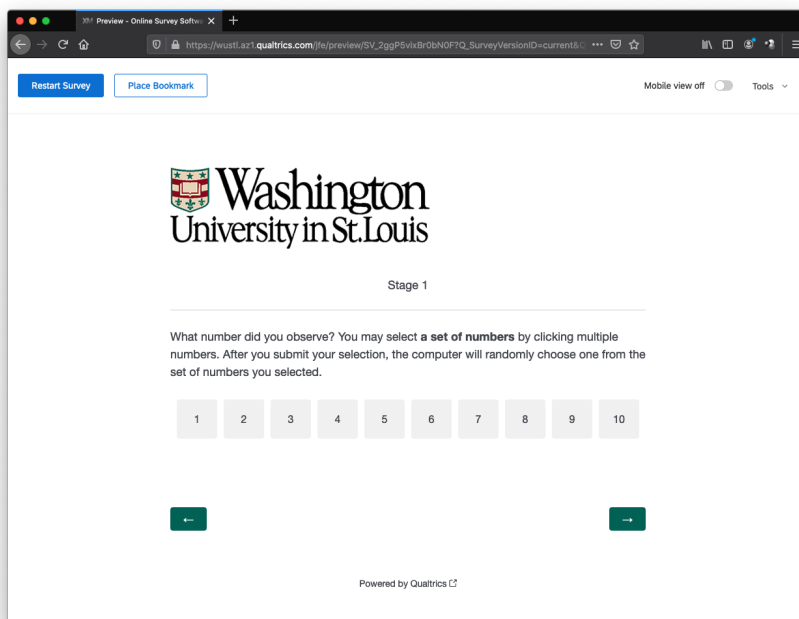 Preview - Online Survey Softwa
https://wustl.az1.qualtrics.com/jfe/preview/SV_2ggP5vixBr0bN0F?Q_SurveyVersionID=current&Q
Restart Survey
Place Bookmark
Mobile view off
Tools
Washington
University in St.Louis
Stage 1
What number did you observe? You may select a set of numbers by clicking multiple
numbers. After you submit your selection, the computer will randomly choose one from the
set of numbers you selected.
1 2 3 4 5 6 7 8 9 10
← →
Powered by Qualtrics